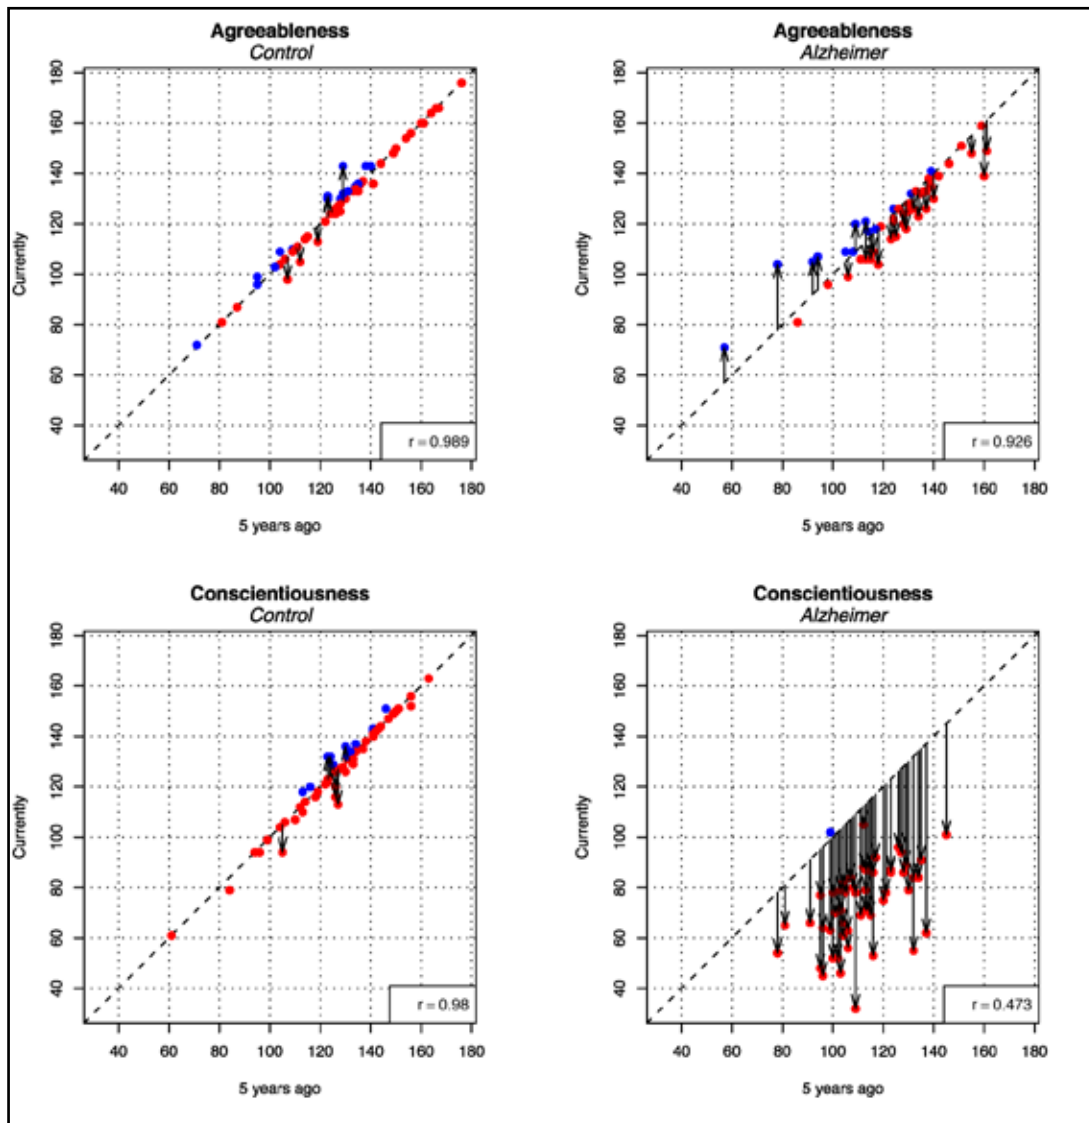 Agreeableness
Control
180
160
140
120
100
80
60
40
Currently
r = 0.989
40 60 80 100 120 140 160 180
5 years ago
Agreeableness
Alzheimer
180
160
140
120
100
80
60
40
Currently
r = 0.926
40 60 80 100 120 140 160 180
5 years ago
Conscientiousness
Control
180
160
140
120
100
80
60
40
Currently
r = 0.98
40 60 80 100 120 140 160 180
5 years ago
Conscientiousness
Alzheimer
180
160
140
120
100
80
60
40
Currently
r = 0.473
40 60 80 100 120 140 160 180
5 years ago